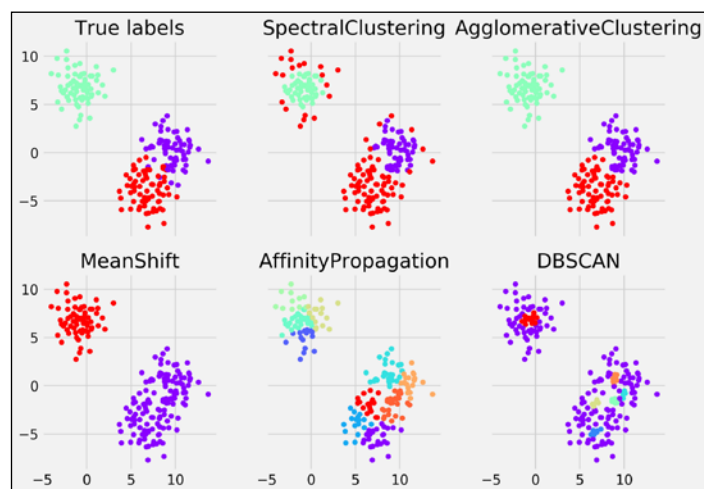 True labels SpectralClustering AgglomerativeClustering
10
5
0
−5
MeanShift AffinityPropagation DBSCAN
10
5
0
−5
−5 0 5 10 −5 0 5 10 −5 0 5 10